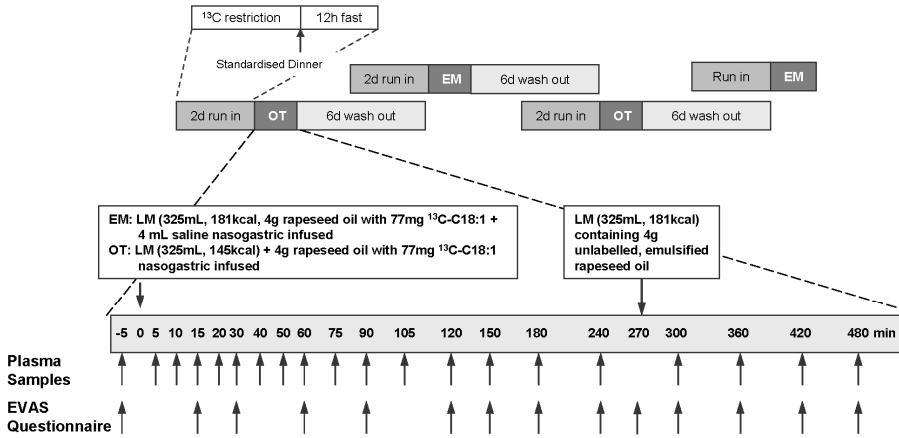 ¹³C restriction 12h fast
Standardised Dinner
2d run in EM 6d wash out
Run in EM
2d run in OT 6d wash out
2d run in OT 6d wash out
EM: LM (325mL, 181kcal, 4g rapeseed oil with 77mg ¹³C-C18:1 +
4 mL saline nasogastric infused
OT: LM (325mL, 145kcal) + 4g rapeseed oil with 77mg ¹³C-C18:1
nasogastric infused
LM (325mL, 181kcal)
containing 4g
unlabelled, emulsified
rapeseed oil
-5 0 5 10 15 20 30 40 50 60 75 90 105 120 150 180 240 270 300 360 420 480 min
Plasma
Samples
EVAS
Questionnaire